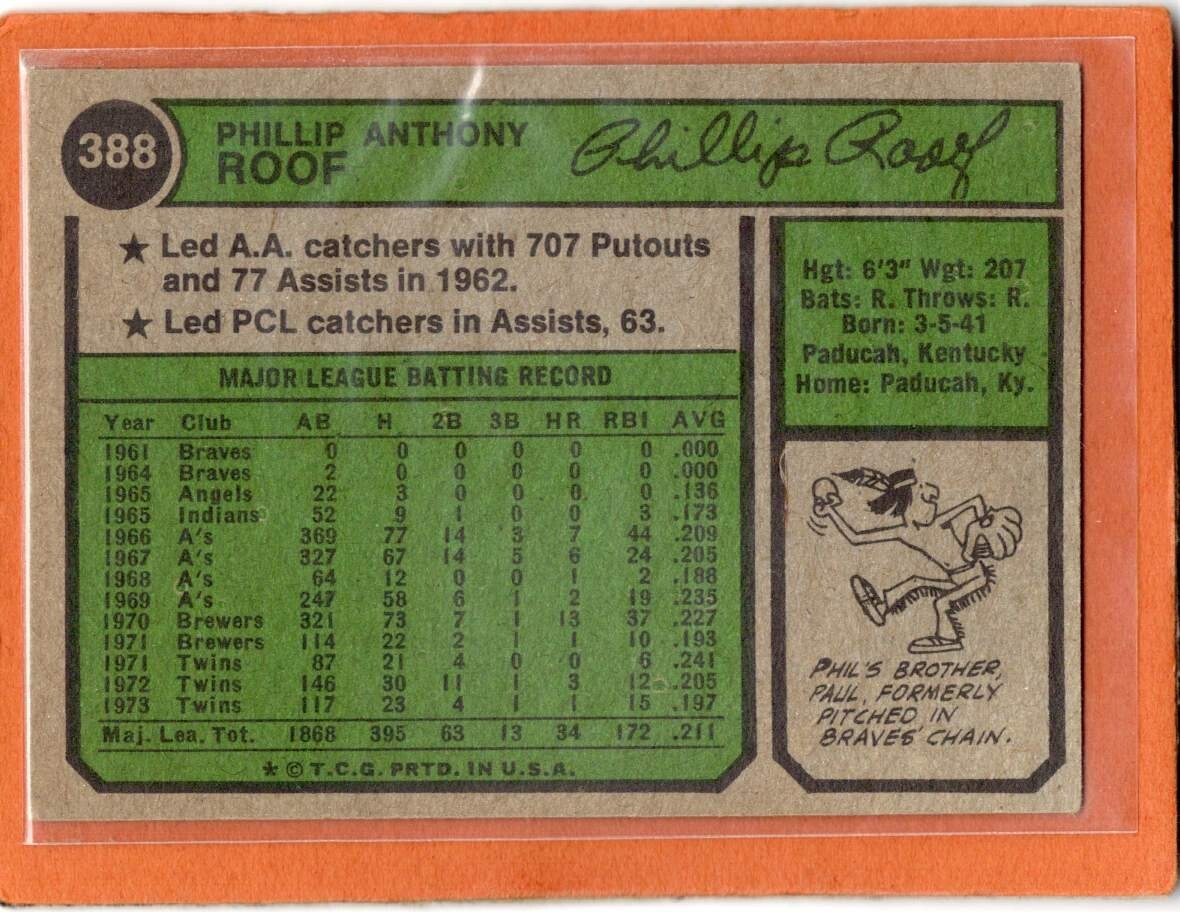 388
PHILLIP ANTHONY
ROOF
Phillip Roof
★ Led A.A. catchers with 707 Putouts
and 77 Assists in 1962.
★ Led PCL catchers in Assists, 63.
Hgt: 6'3" Wgt: 207
Bats: R. Throws: R.
Born: 3-5-41
Paducah, Kentucky
Home: Paducah, Ky.
MAJOR LEAGUE BATTING RECORD
Year Club AB H 2B 3B HR RBI AVG
1961 Braves 0 0 0 0 0 0 .000
1964 Braves 2 0 0 0 0 0 .000
1965 Angels 22 3 0 0 0 0 .136
1965 Indians 52 9 1 0 0 3 .173
1966 A's 369 77 14 3 7 44 .209
1967 A's 327 67 14 5 6 24 .205
1968 A's 64 12 0 0 1 2 .188
1969 A's 247 58 6 1 2 19 .235
1970 Brewers 321 73 7 1 13 37 .227
1971 Brewers 114 22 2 1 1 10 .193
1971 Twins 87 21 4 0 0 6 .241
1972 Twins 146 30 11 1 3 12 .205
1973 Twins 117 23 4 1 1 15 .197
Maj. Lea. Tot. 1868 395 63 13 34 172 .211
* © T.C.G. PRTD. IN U.S.A.
PHIL'S BROTHER,
PAUL, FORMERLY
PITCHED IN
BRAVES' CHAIN.